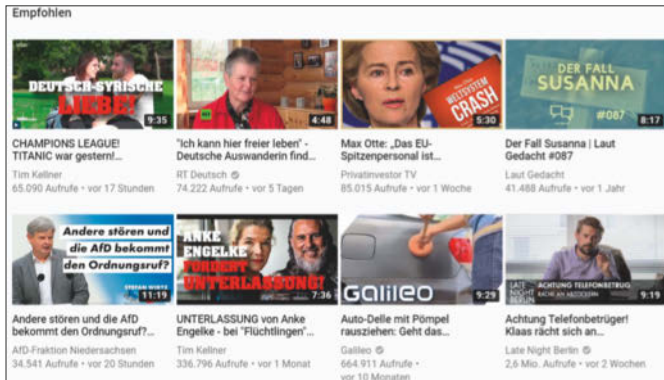 Empfohlen
DEUTSCH-SYRISCHE
LIEBE!
9:35
4:48
WELTSYSTEM
CRASH
5:30
DER FALL
SUSANNA
#087
8:17
CHAMPIONS LEAGUE!
TITANIC war gestern!...
Tim Kellner
65.090 Aufrufe • vor 17 Stunden
"Ich kann hier freier leben" -
Deutsche Auswanderin find...
RT Deutsch
74.222 Aufrufe • vor 5 Tagen
Max Otte: „Das EU-
Spitzenpersonal ist...
Privatinvestor TV
85.015 Aufrufe • vor 1 Woche
Der Fall Susanna | Laut
Gedacht #087
Laut Gedacht
41.488 Aufrufe • vor 1 Jahr
Andere stören und
die AfD bekommt
den Ordnungsruf?
STEFAN WIRTZ
11:19
ANKE
ENGELKE
FORDERT
UNTERLASSUNG!
7:36
Galileo
9:29
LATE
NIGHT
BERLIN
ACHTUNG TELEFONBETRUG
RACHE AN ABZOCKERN
9:19
Andere stören und die AfD
bekommt den Ordnungsruf?...
AfD-Fraktion Niedersachsen
34.541 Aufrufe • vor 20 Stunden
UNTERLASSUNG von Anke
Engelke - bei "Flüchtlingen"...
Tim Kellner
336.796 Aufrufe • vor 1 Monat
Auto-Delle mit Pömpel
rausziehen: Geht das...
Galileo
664.911 Aufrufe •
vor 10 Monaten
Achtung Telefonbetrüger!
Klaas rächt sich an...
Late Night Berlin
2,6 Mio. Aufrufe • vor 2 Wochen